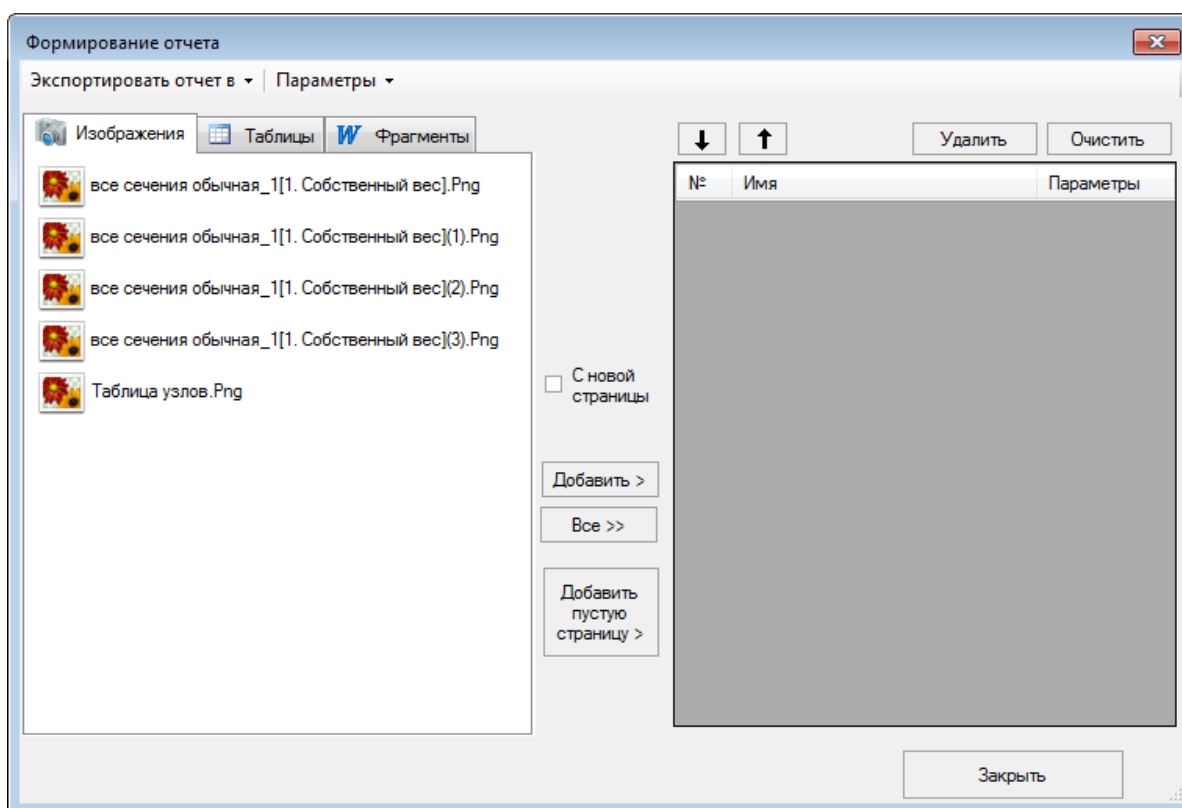 Формирование отчета
Экспортировать отчет в
Параметры
Изображения
Таблицы
W Фрагменты
все сечения обычная_1[1. Собственный вес].Png
все сечения обычная_1[1. Собственный вес](1).Png
все сечения обычная_1[1. Собственный вес](2).Png
все сечения обычная_1[1. Собственный вес](3).Png
Таблица узлов.Png
С новой
страницы
Добавить >
Все >>
Добавить
пустую
страницу >
Удалить
Очистить
№ Имя Параметры
Закрыть